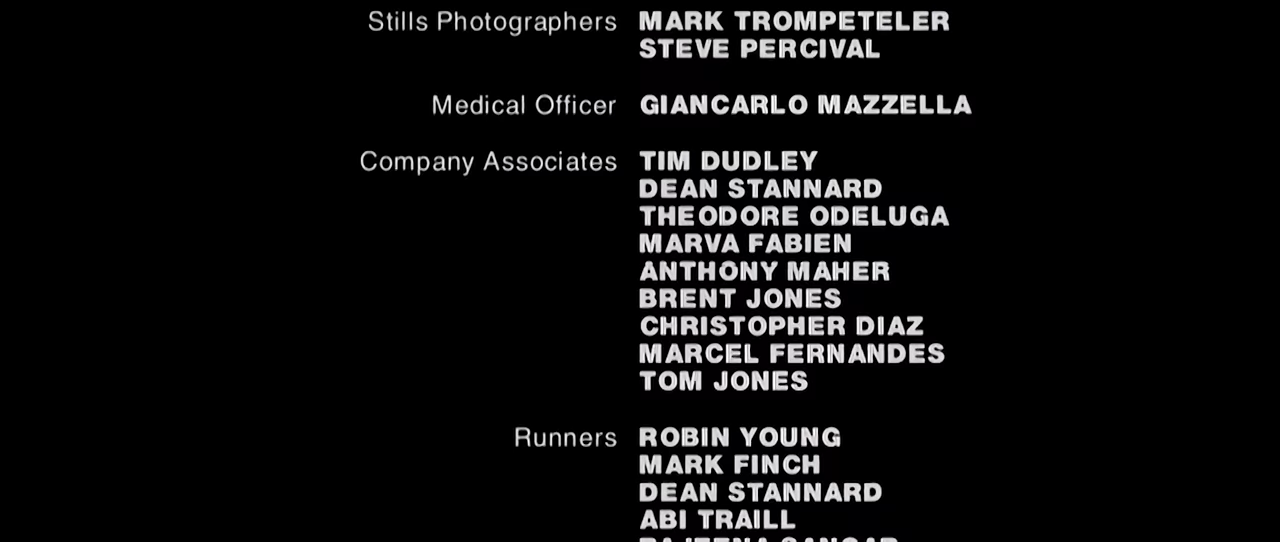 Stills Photographers MARK TROMPETELER
STEVE PERCIVAL
Medical Officer GIANCARLO MAZZELLA
Company Associates TIM DUDLEY
DEAN STANNARD
THEODORE ODELUGA
MARVA FABIEN
ANTHONY MAHER
BRENT JONES
CHRISTOPHER DIAZ
MARCEL FERNANDES
TOM JONES
Runners ROBIN YOUNG
MARK FINCH
DEAN STANNARD
ABI TRAILL